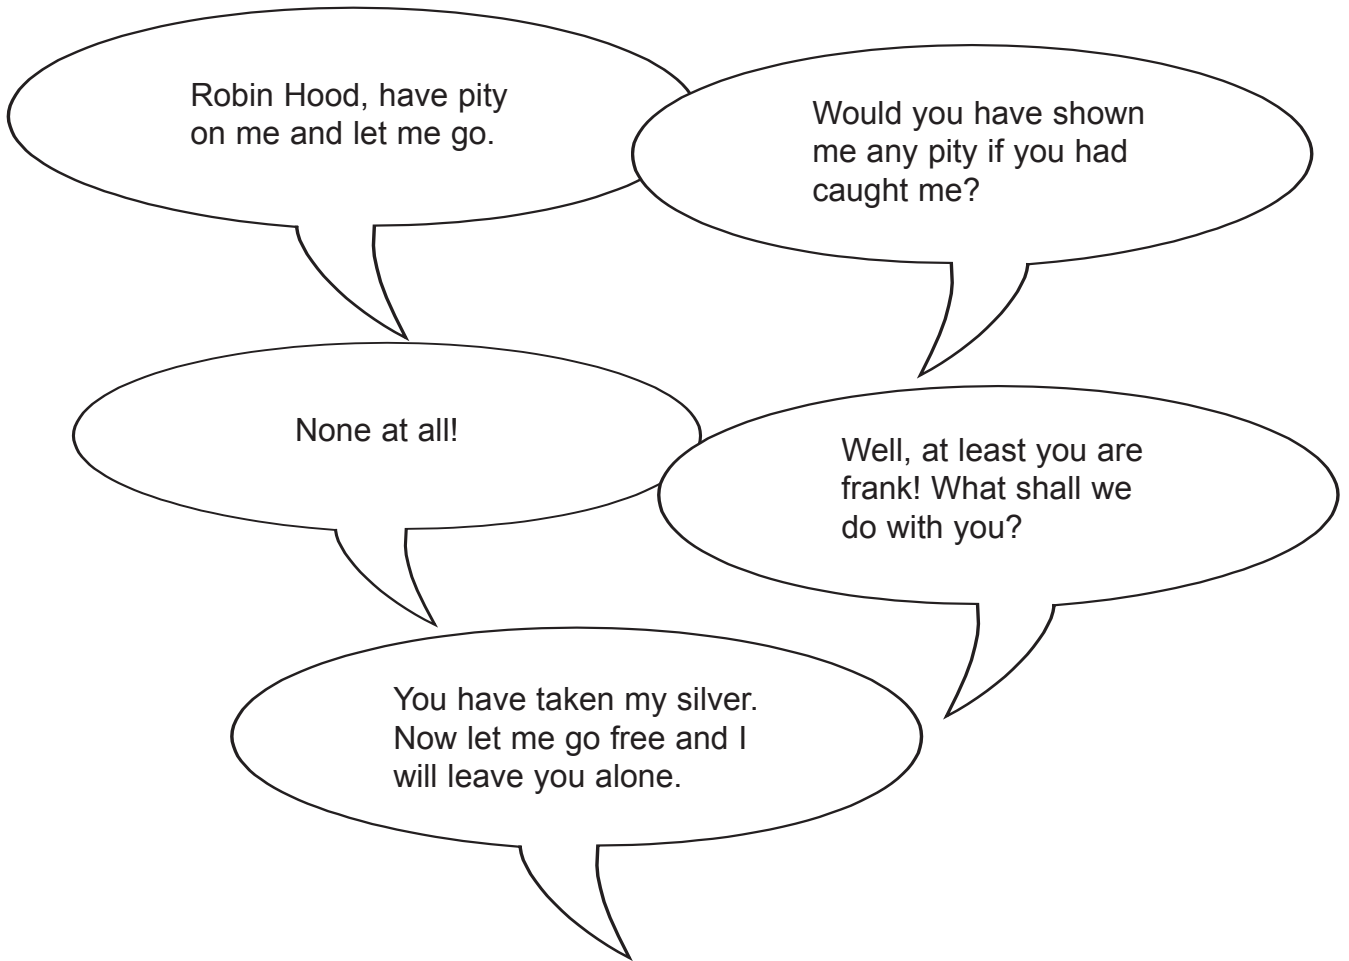 Robin Hood, have pity
on me and let me go.
Would you have shown
me any pity if you had
caught me?
None at all!
Well, at least you are
frank! What shall we
do with you?
You have taken my silver.
Now let me go free and I
will leave you alone.